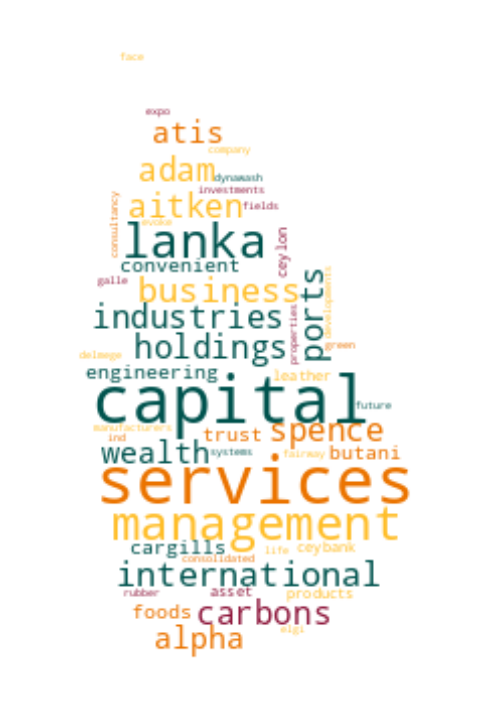 face
expo
atis
company
adam
dynawash
investments
aitken
fields
consultancy
evoke
lanka
ceylon
convenient
galle
business
ports
developments
industries
properties
holdings
green
delmege
engineering
leather
capital
future
manufacturers
spence
ind
trust
wealth
systems
fairway
butani
services
management
cargills
life
ceybank
consolidated
international
rubber
asset
products
foods
carbons
elgi
alpha